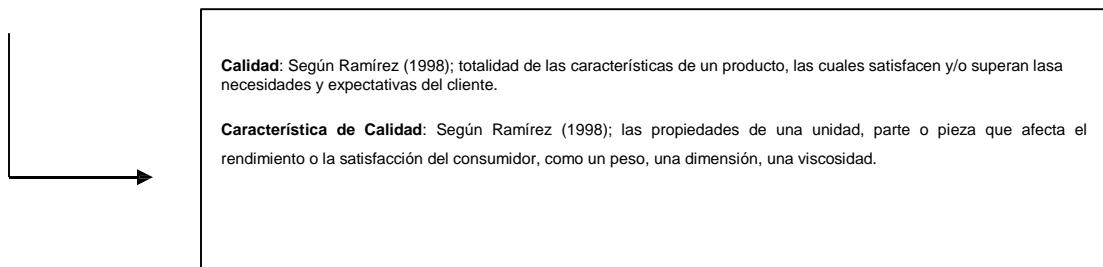 Calidad: Según Ramírez (1998); totalidad de las características de un producto, las cuales satisfacen y/o superan lasa
necesidades y expectativas del cliente.
Característica de Calidad: Según Ramírez (1998); las propiedades de una unidad, parte o pieza que afecta el
rendimiento o la satisfacción del consumidor, como un peso, una dimensión, una viscosidad.